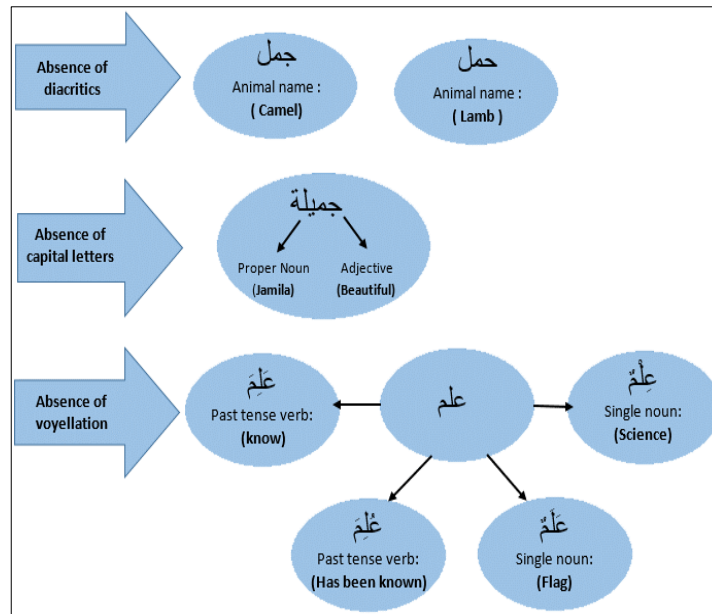 Absence of
diacritics
جمل
Animal name :
( Camel)
حمل
Animal name :
( Lamb )
Absence of
capital letters
جميلة
Proper Noun
(Jamila)
Adjective
(Beautiful)
Absence of
voyellation
عَلِمَ
Past tense verb:
(know)
علم
عِلْمٌ
Single noun:
(Science)
عُلِمَ
Past tense verb:
(Has been known)
عَلَمٌ
Single noun:
(Flag)